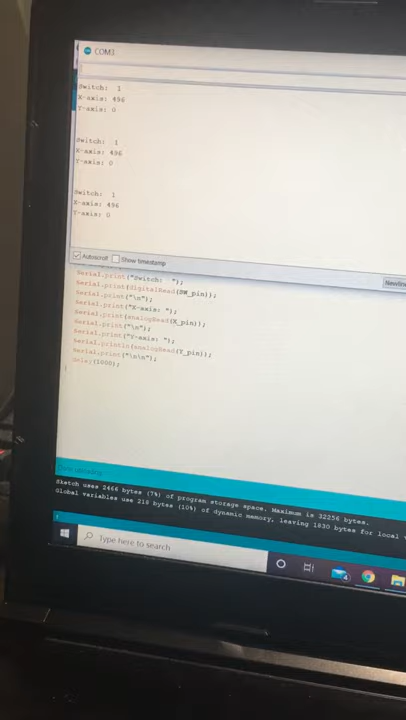 COM3
Switch:  1
X-axis: 496
Y-axis: 0
Switch:  1
X-axis: 496
Y-axis: 0
Switch:  1
X-axis: 496
Y-axis: 0
Autoscroll Show timestamp
Newline
Serial.print("Switch:  ");
Serial.print(digitalRead(SW_pin));
Serial.print("\n");
Serial.print("X-axis: ");
Serial.print(analogRead(X_pin));
Serial.print("\n");
Serial.print("Y-axis: ");
Serial.println(analogRead(Y_pin));
Serial.print("\n\n");
delay(1000);
Done uploading
Sketch uses 2466 bytes (7%) of program storage space. Maximum is 32256 bytes.
Global variables use 218 bytes (10%) of dynamic memory, leaving 1830 bytes for local
Type here to search
4